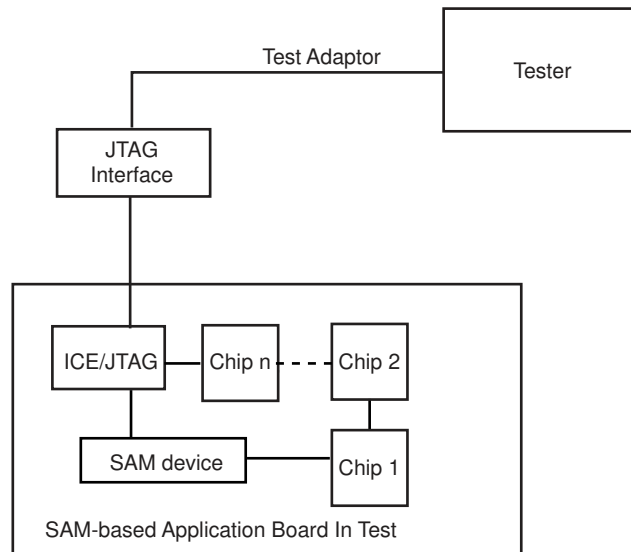 Test Adaptor
Tester
JTAG
Interface
ICE/JTAG
Chip n
Chip 2
SAM device
Chip 1
SAM-based Application Board In Test